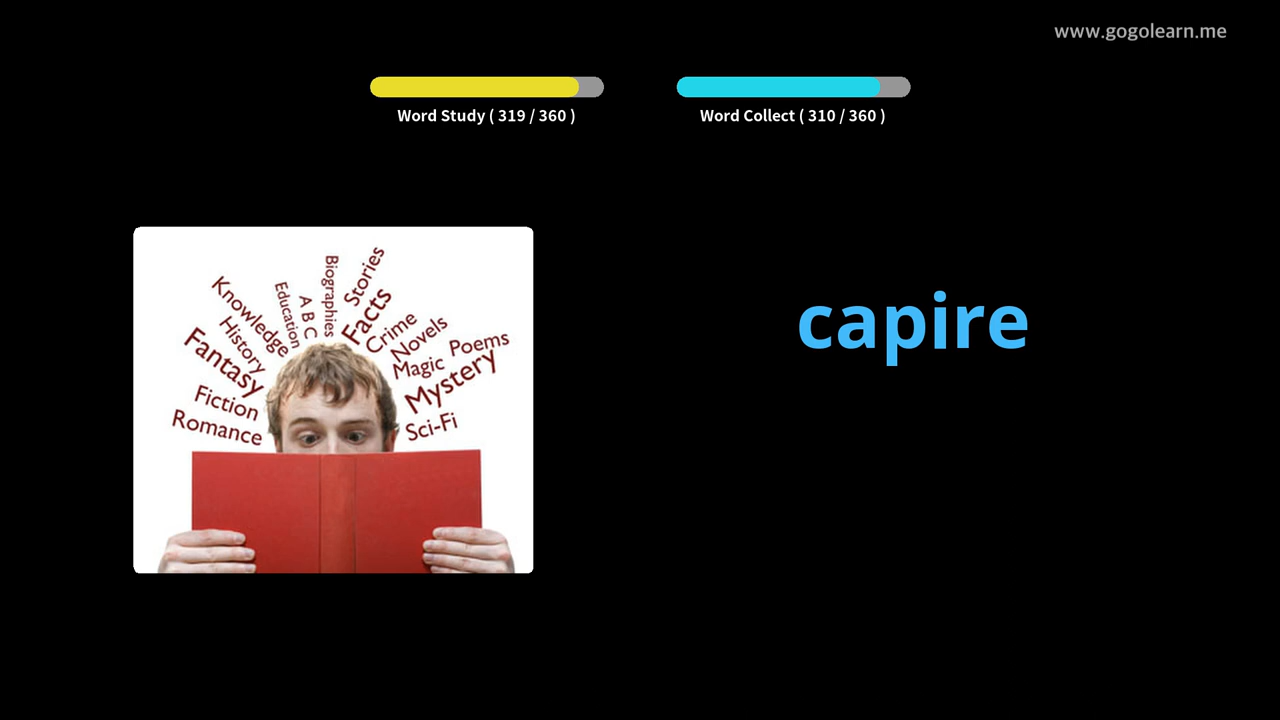 www.gogolearn.me
Word Study ( 319 / 360 )
Word Collect ( 310 / 360 )
Biographies
Stories
Knowledge
Education
A B C
Facts
History
Crime
Novels
Fantasy
Magic
Poems
Mystery
Fiction
Romance
Sci-Fi
capire